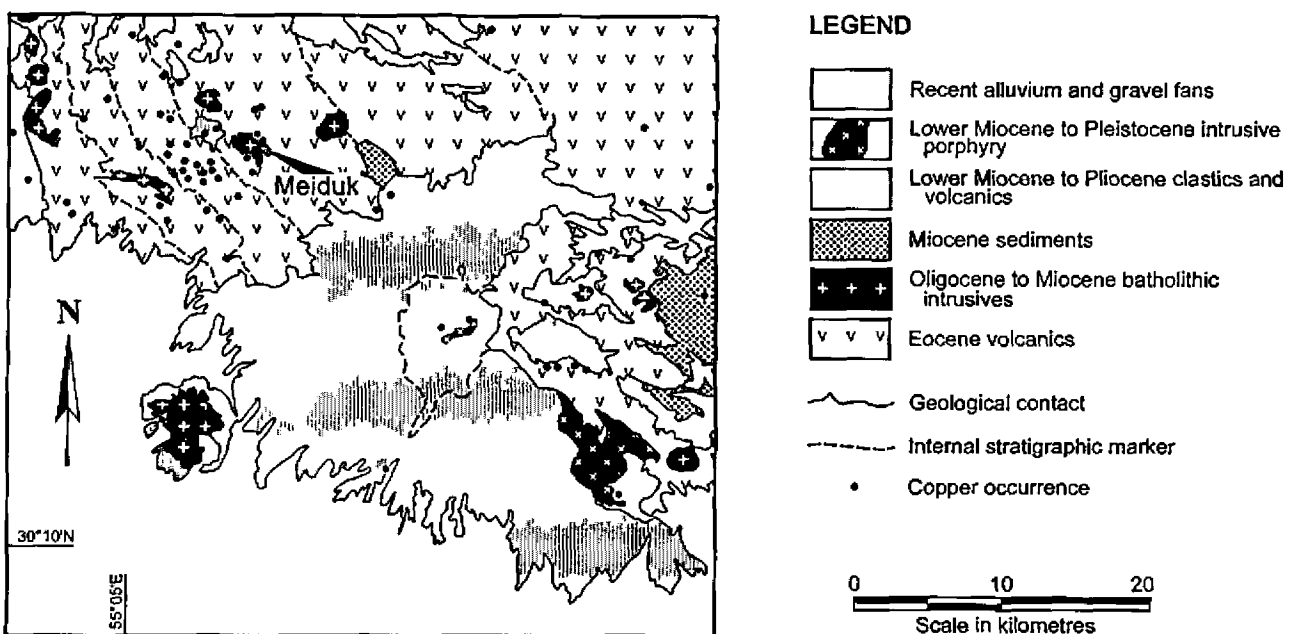 Meiduk
N
30°10'N
55°05'E
LEGEND
Recent alluvium and gravel fans
Lower Miocene to Pleistocene intrusive
porphyry
Lower Miocene to Pliocene clastics and
volcanics
Miocene sediments
Oligocene to Miocene batholithic
intrusives
Eocene volcanics
Geological contact
Internal stratigraphic marker
Copper occurrence
0 10 20
Scale in kilometres